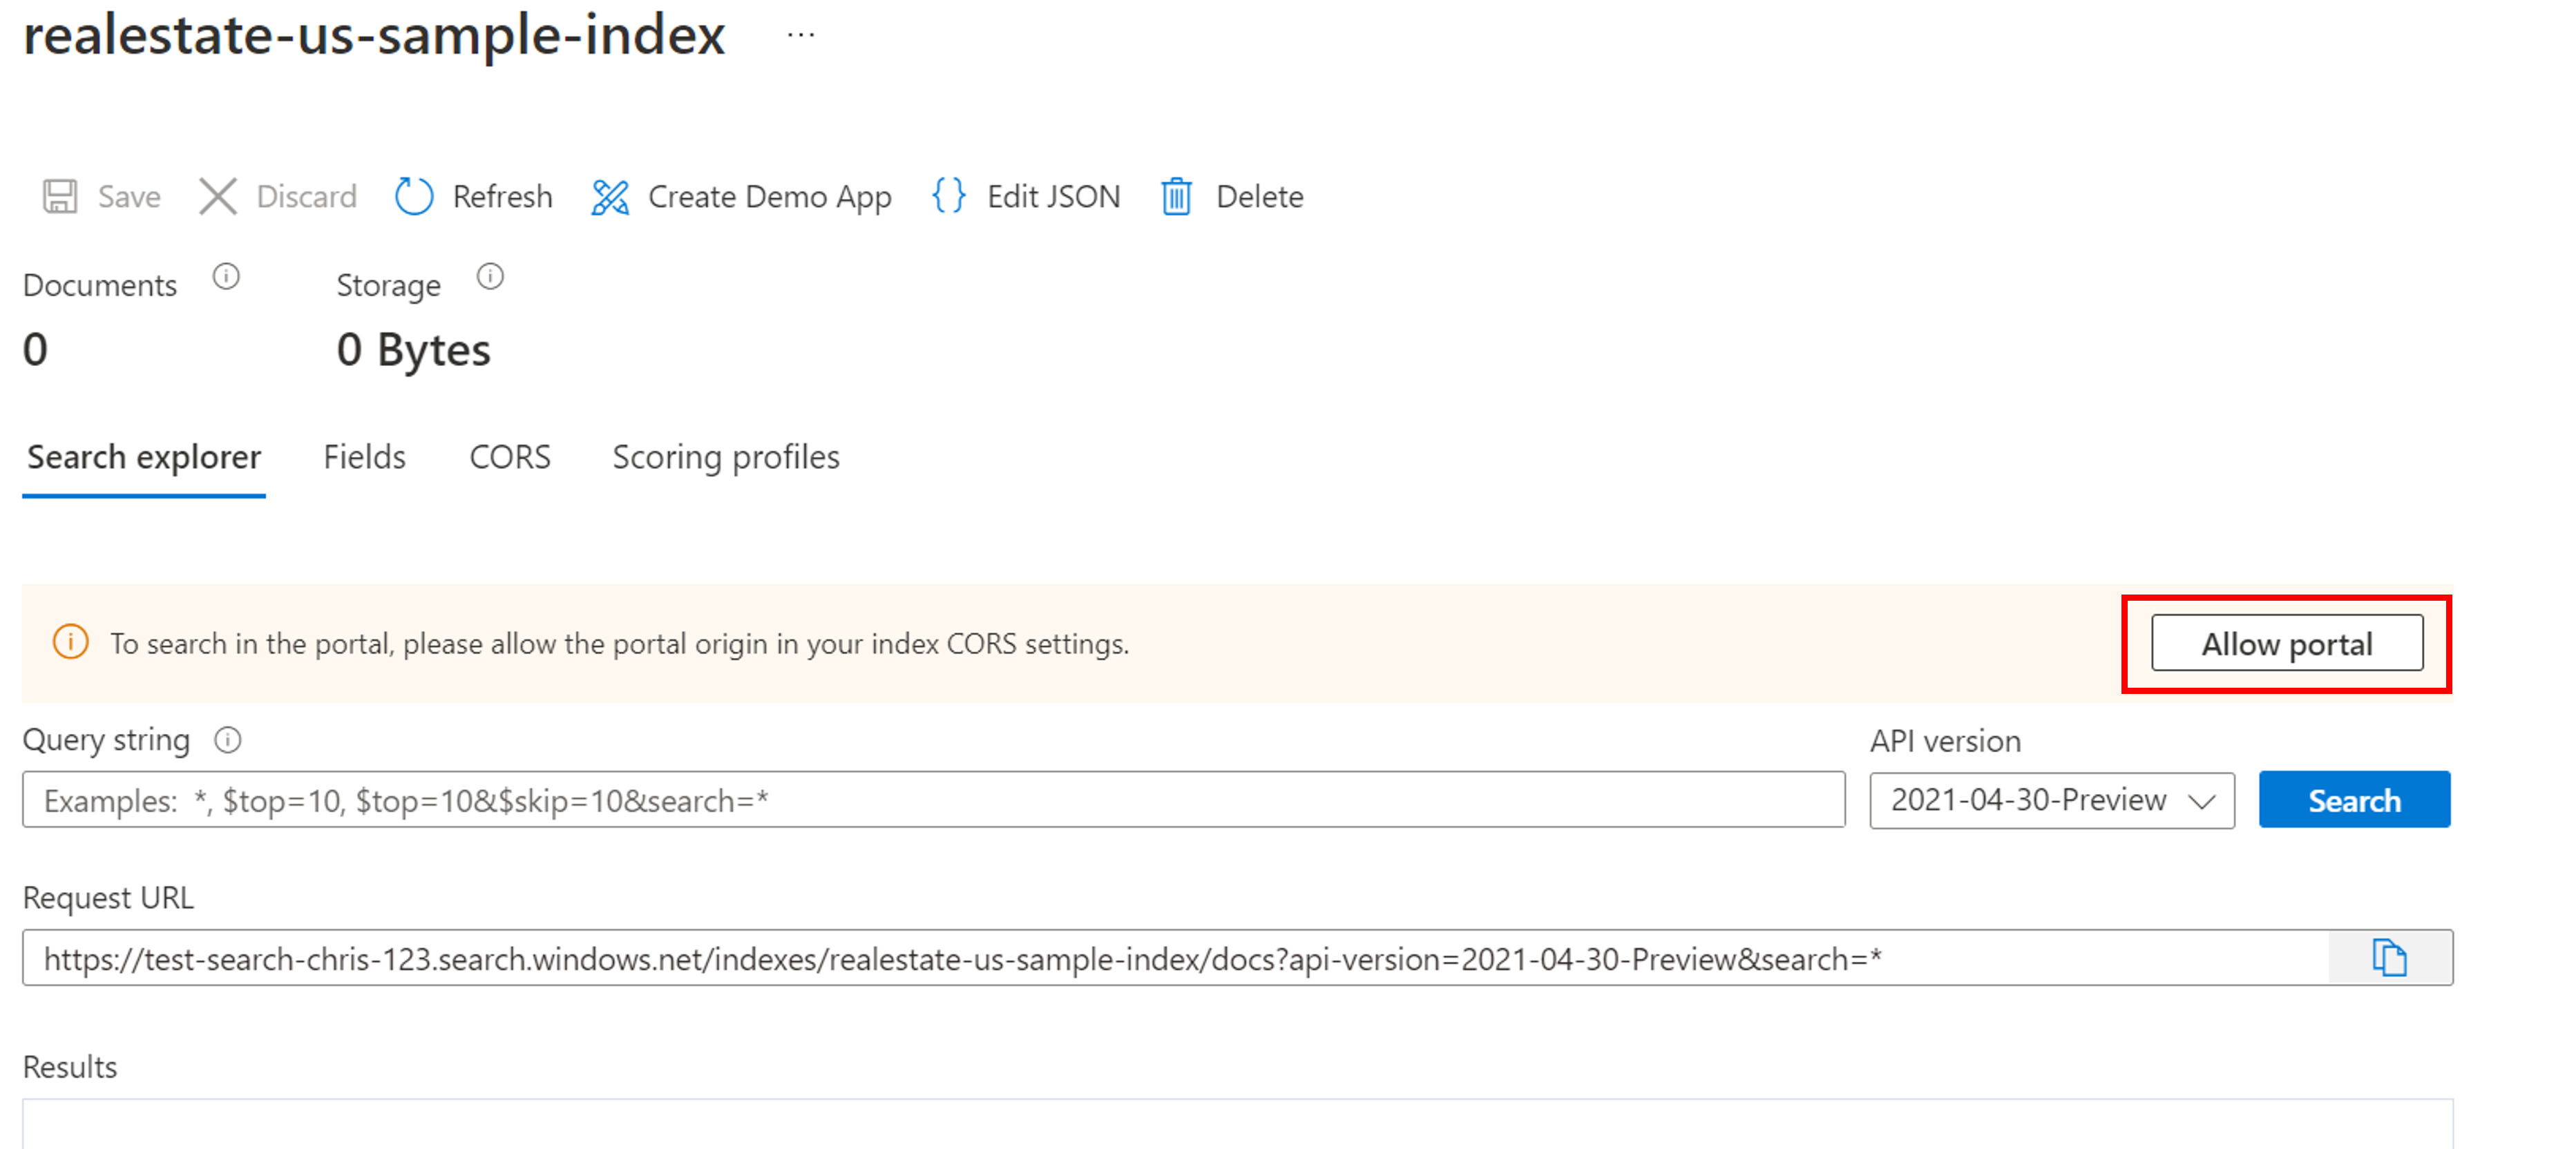 realestate-us-sample-index ...
Save Discard Refresh Create Demo App {} Edit JSON Delete
Documents Storage
0 0 Bytes
Search explorer Fields CORS Scoring profiles
To search in the portal, please allow the portal origin in your index CORS settings. Allow portal
Query string API version
Examples: *, $top=10, $top=10&$skip=10&search=* 2021-04-30-Preview Search
Request URL
https://test-search-chris-123.search.windows.net/indexes/realestate-us-sample-index/docs?api-version=2021-04-30-Preview&search=*
Results